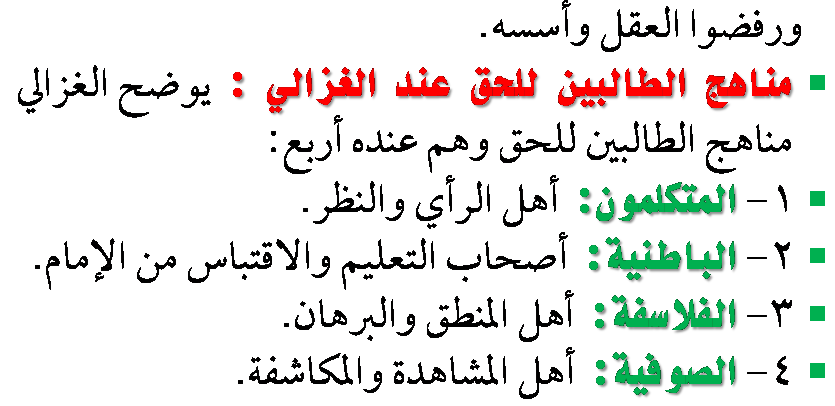 ورفضوا العقل وأسسه.
▪ مناهج الطالبين للحق عند الغزالي : يوضح الغزالي
مناهج الطالبين للحق وهم عنده أربع:
▪ ١- المتكلمون: أهل الرأي والنظر.
▪ ٢- الباطنية: أصحاب التعليم والاقتباس من الإمام.
▪ ٣- الفلاسفة: أهل المنطق والبرهان.
▪ ٤- الصوفية: أهل المشاهدة والمكاشفة.